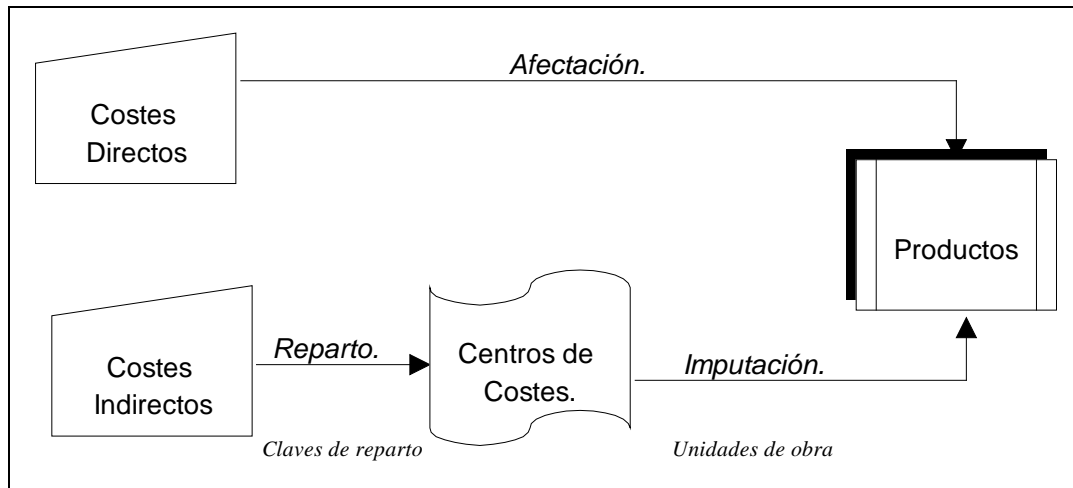 Afectación.
Costes
Directos
Productos
Reparto.
Centros de
Costes.
Imputación.
Costes
Indirectos
Claves de reparto
Unidades de obra